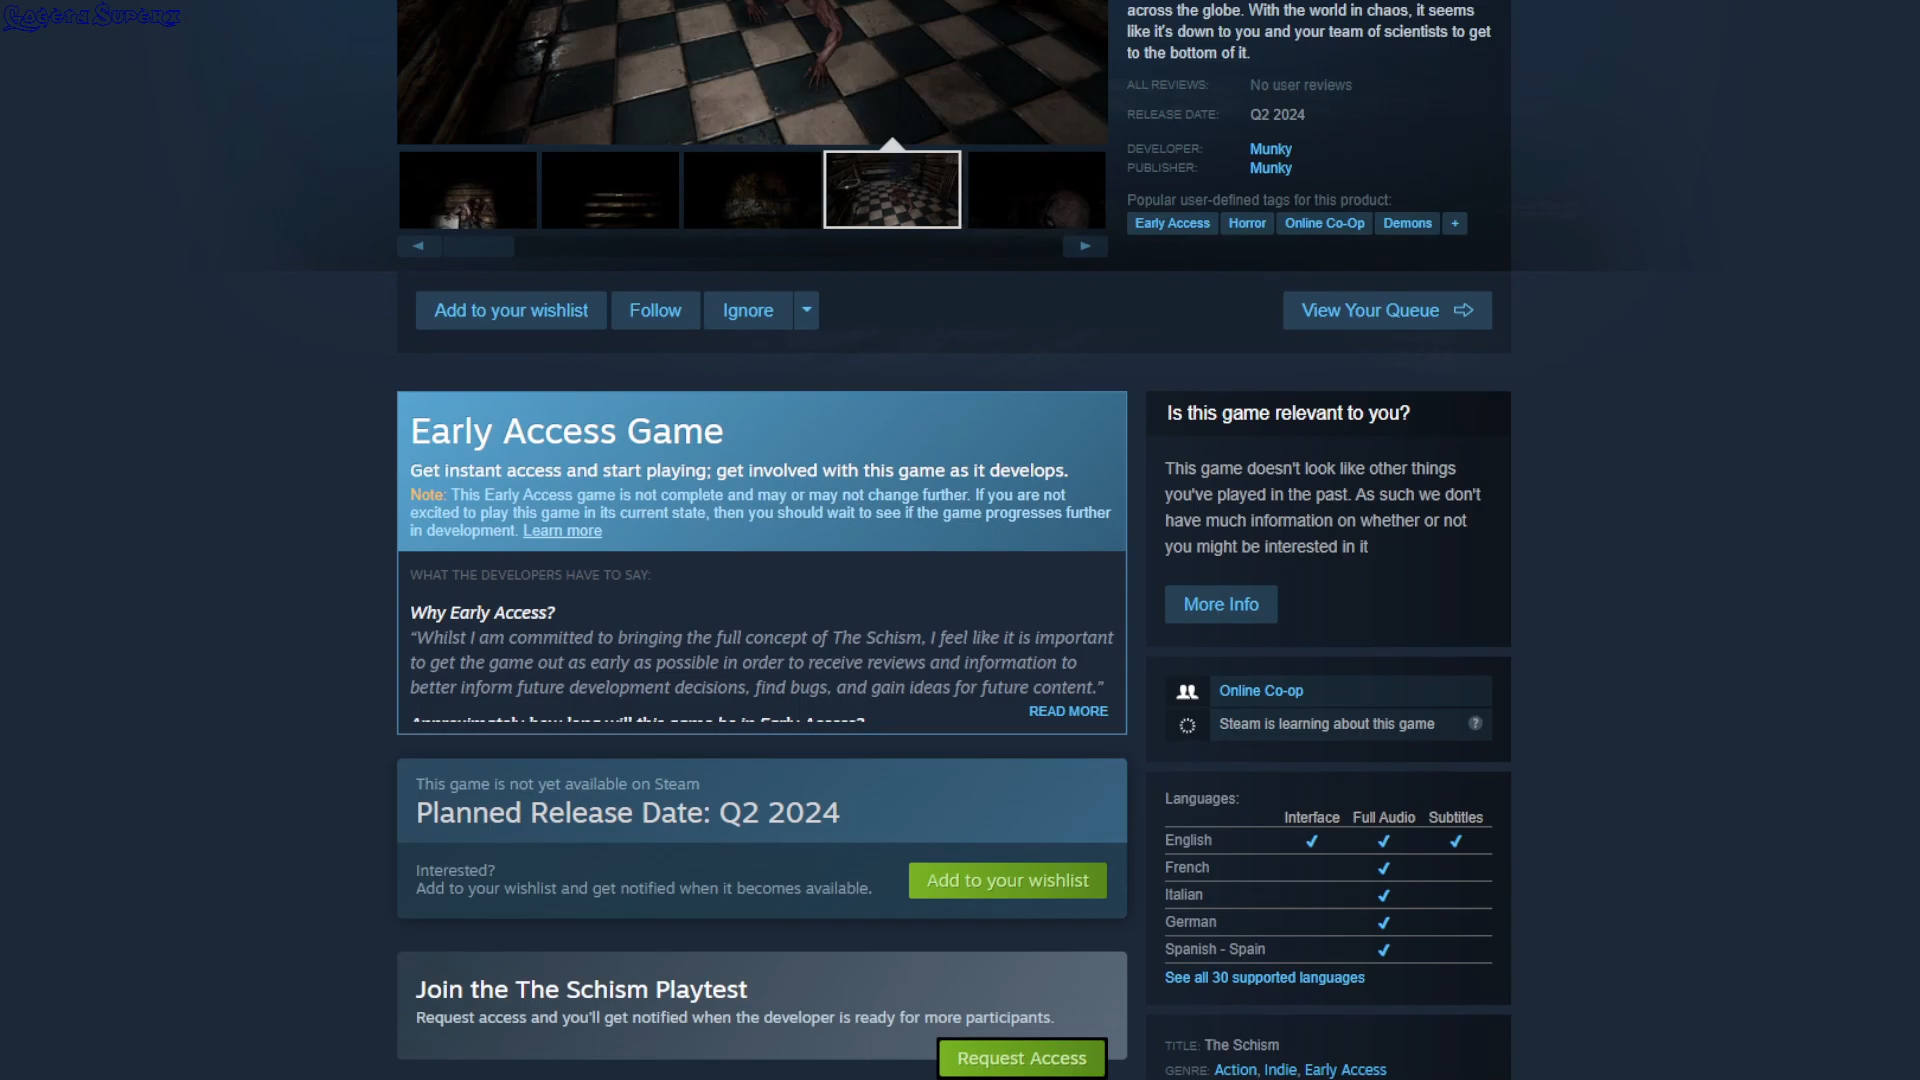 Cogera Superx
across the globe. With the world in chaos, it seems
like it's down to you and your team of scientists to get
to the bottom of it.
ALL REVIEWS: No user reviews
RELEASE DATE: Q2 2024
DEVELOPER: Munky
PUBLISHER: Munky
Popular user-defined tags for this product:
Early Access Horror Online Co-Op Demons +
Add to your wishlist Follow Ignore View Your Queue
Early Access Game
Get instant access and start playing; get involved with this game as it develops.
Note: This Early Access game is not complete and may or may not change further. If you are not
excited to play this game in its current state, then you should wait to see if the game progresses further
in development. Learn more
WHAT THE DEVELOPERS HAVE TO SAY:
Why Early Access?
“Whilst I am committed to bringing the full concept of The Schism, I feel like it is important
to get the game out as early as possible in order to receive reviews and information to
better inform future development decisions, find bugs, and gain ideas for future content.”
Approximately how long will this game be in Early Access?
READ MORE
This game is not yet available on Steam
Planned Release Date: Q2 2024
Interested?
Add to your wishlist and get notified when it becomes available.
Add to your wishlist
Join the The Schism Playtest
Request access and you'll get notified when the developer is ready for more participants.
Request Access
Is this game relevant to you?
This game doesn't look like other things
you've played in the past. As such we don't
have much information on whether or not
you might be interested in it
More Info
Online Co-op
Steam is learning about this game ?
Languages:
Interface Full Audio Subtitles
English ✔ ✔ ✔
French ✔
Italian ✔
German ✔
Spanish - Spain ✔
See all 30 supported languages
TITLE: The Schism
GENRE: Action, Indie, Early Access